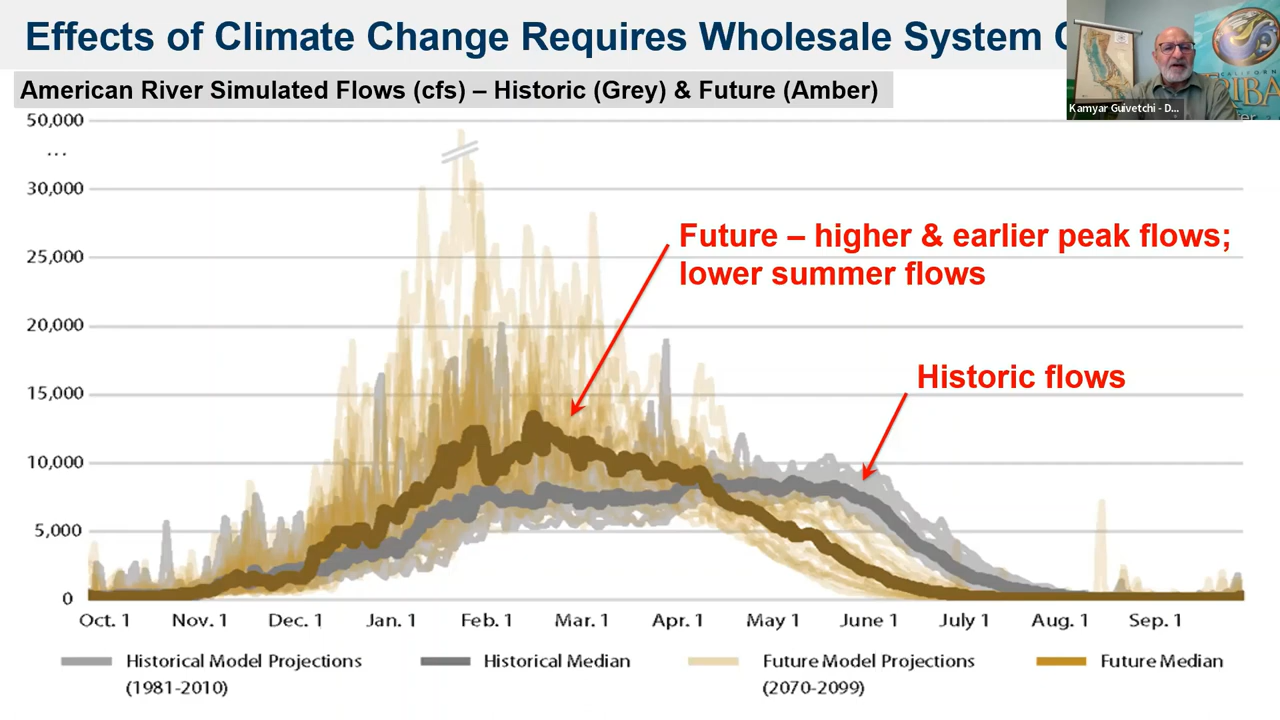 Effects of Climate Change Requires Wholesale System
American River Simulated Flows (cfs) – Historic (Grey) & Future (Amber)
Kamyar Guivetchi - D...
50,000
...
30,000
25,000
20,000
15,000
10,000
5,000
0
Future – higher & earlier peak flows;
lower summer flows
Historic flows
Oct. 1 Nov. 1 Dec. 1 Jan. 1 Feb. 1 Mar. 1 Apr. 1 May 1 June 1 July 1 Aug. 1 Sep. 1
Historical Model Projections Historical Median Future Model Projections Future Median
(1981-2010) (2070-2099)